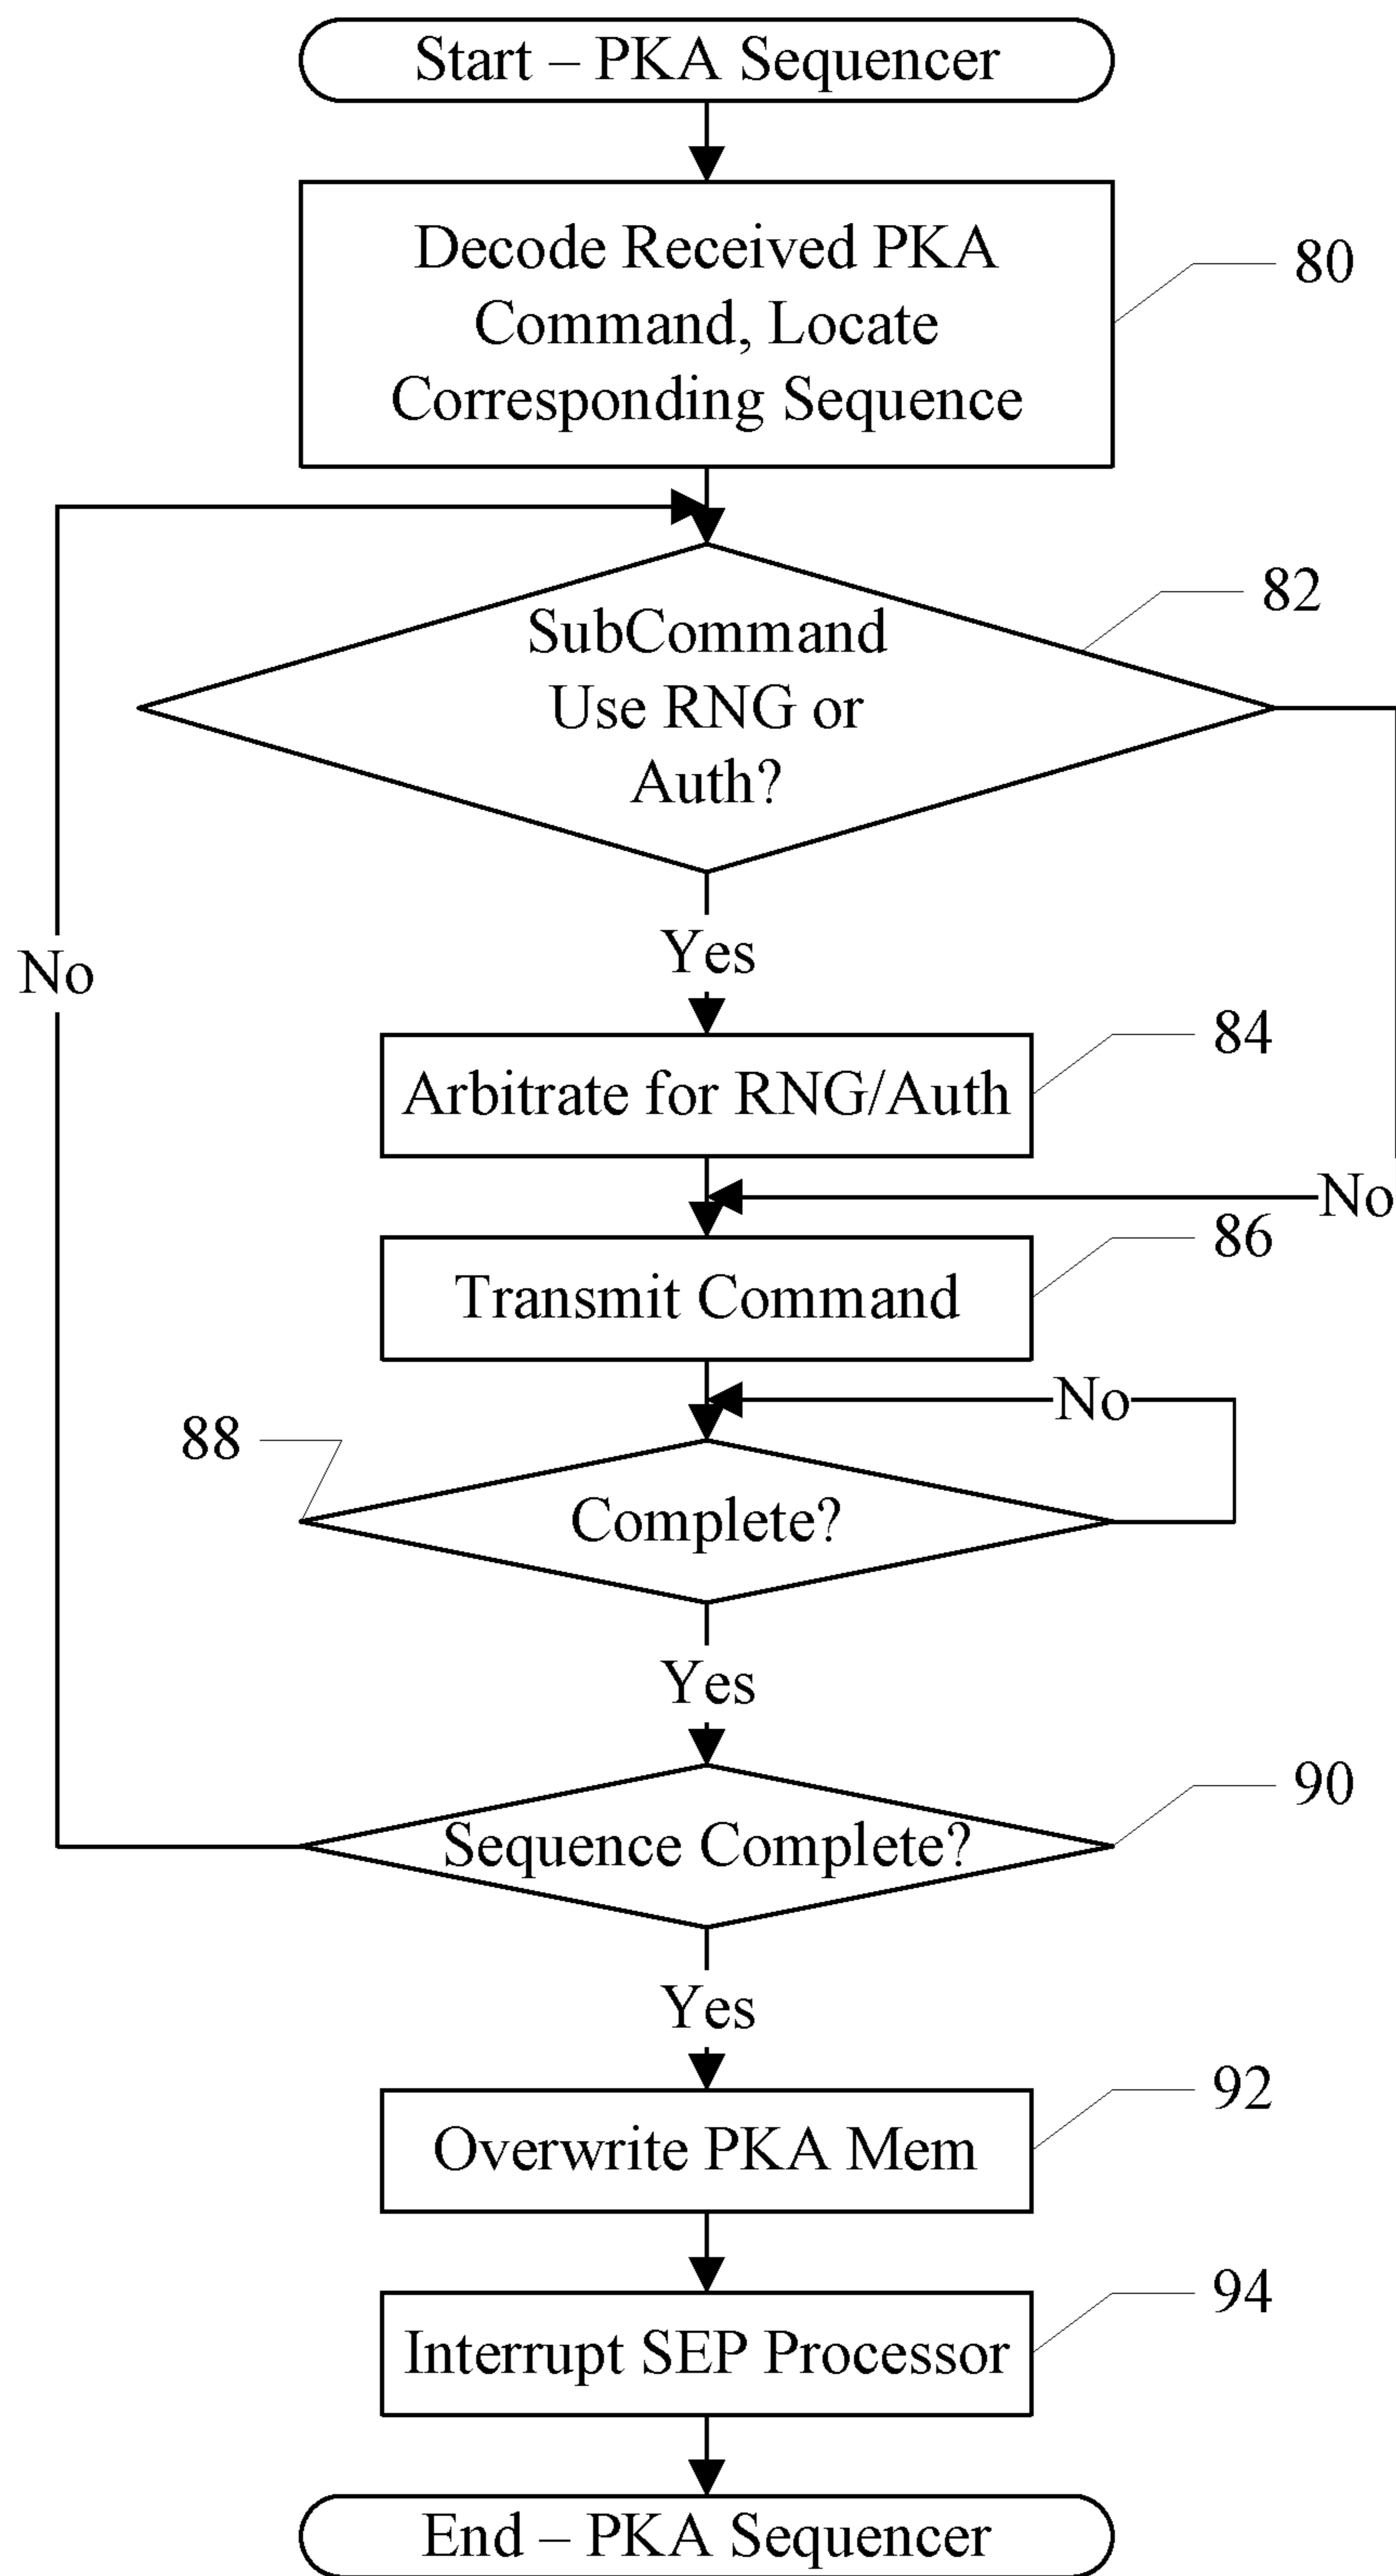 Start – PKA Sequencer
Decode Received PKA
Command, Locate
Corresponding Sequence
80
SubCommand
Use RNG or
Auth?
82
Yes
No
Arbitrate for RNG/Auth
84
No
Transmit Command
86
No
88
Complete?
Yes
Sequence Complete?
90
Yes
Overwrite PKA Mem
92
Interrupt SEP Processor
94
End – PKA Sequencer